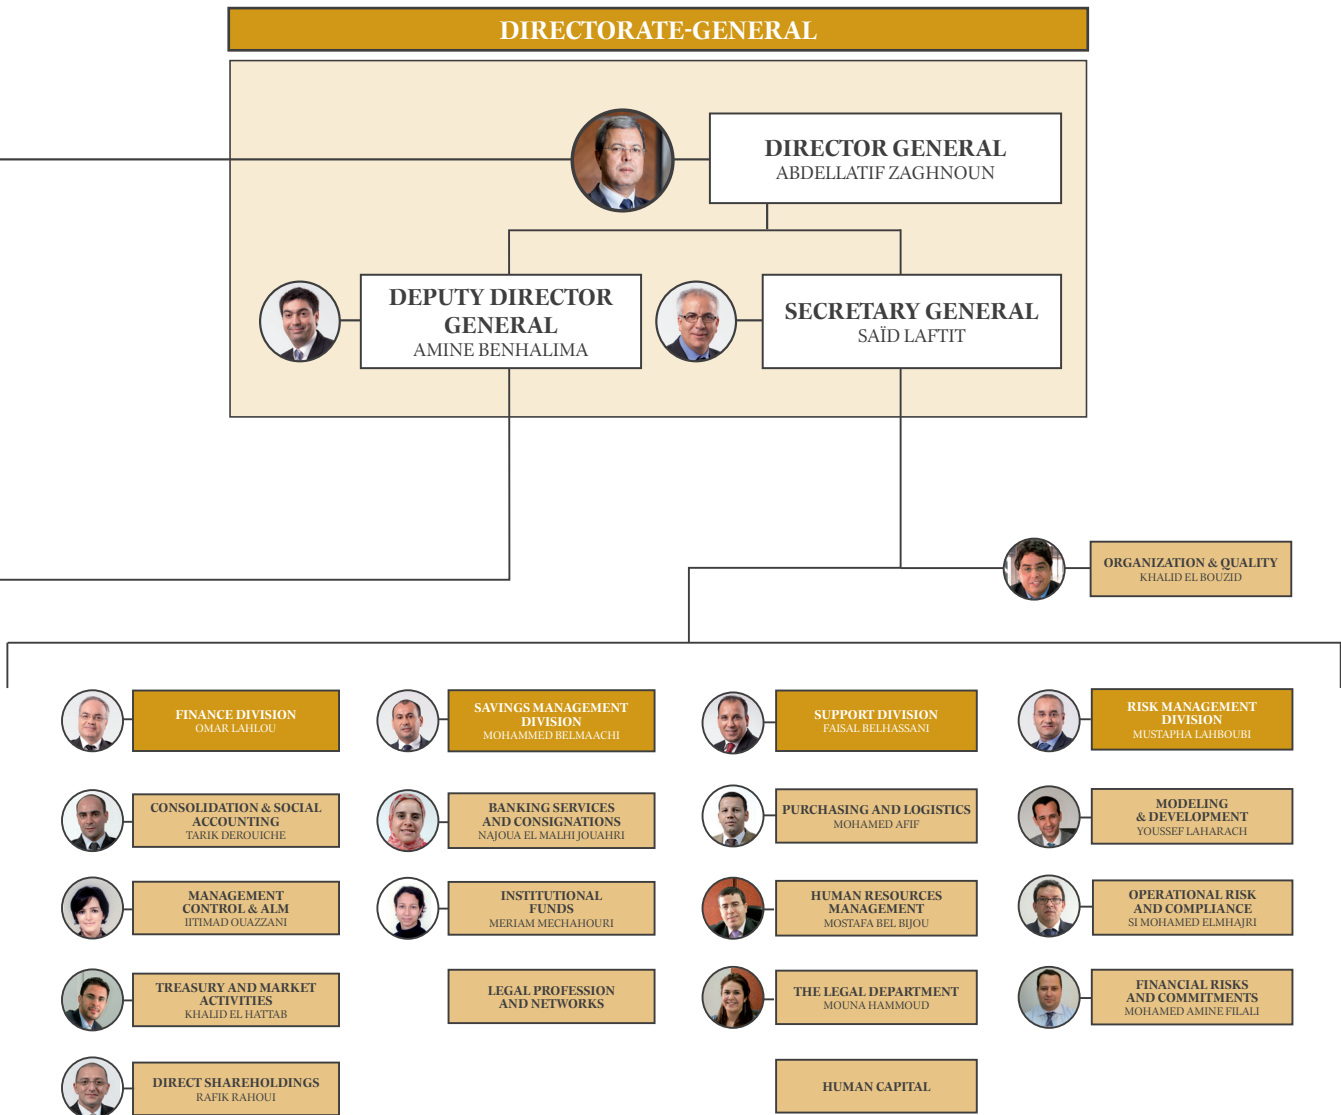 DIRECTORATE-GENERAL
DIRECTOR GENERAL
ABDELLATIF ZAGHNOUN
DEPUTY DIRECTOR
GENERAL
AMINE BENHALIMA
SECRETARY GENERAL
SAÏD LAFTIT
ORGANIZATION & QUALITY
KHALID EL BOUZID
FINANCE DIVISION
OMAR LAHLOU
SAVINGS MANAGEMENT
DIVISION
MOHAMMED BELMAACHI
SUPPORT DIVISION
FAISAL BELHASSANI
RISK MANAGEMENT
DIVISION
MUSTAPHA LAHBOUBI
CONSOLIDATION & SOCIAL
ACCOUNTING
TARIK DEROUICHE
BANKING SERVICES
AND CONSIGNATIONS
NAJOUA EL MALHI JOUAHRI
PURCHASING AND LOGISTICS
MOHAMED AFIF
MODELING
& DEVELOPMENT
YOUSSEF LAHARACH
MANAGEMENT
CONTROL & ALM
IITIMAD OUAZZANI
INSTITUTIONAL
FUNDS
MERIAM MECHAHOURI
HUMAN RESOURCES
MANAGEMENT
MOSTAFA BEL BIJOU
OPERATIONAL RISK
AND COMPLIANCE
SI MOHAMED ELMHAJRI
TREASURY AND MARKET
ACTIVITIES
KHALID EL HATTAB
LEGAL PROFESSION
AND NETWORKS
THE LEGAL DEPARTMENT
MOUNA HAMMOUD
FINANCIAL RISKS
AND COMMITMENTS
MOHAMED AMINE FILALI
DIRECT SHAREHOLDINGS
RAFIK RAHOUI
HUMAN CAPITAL